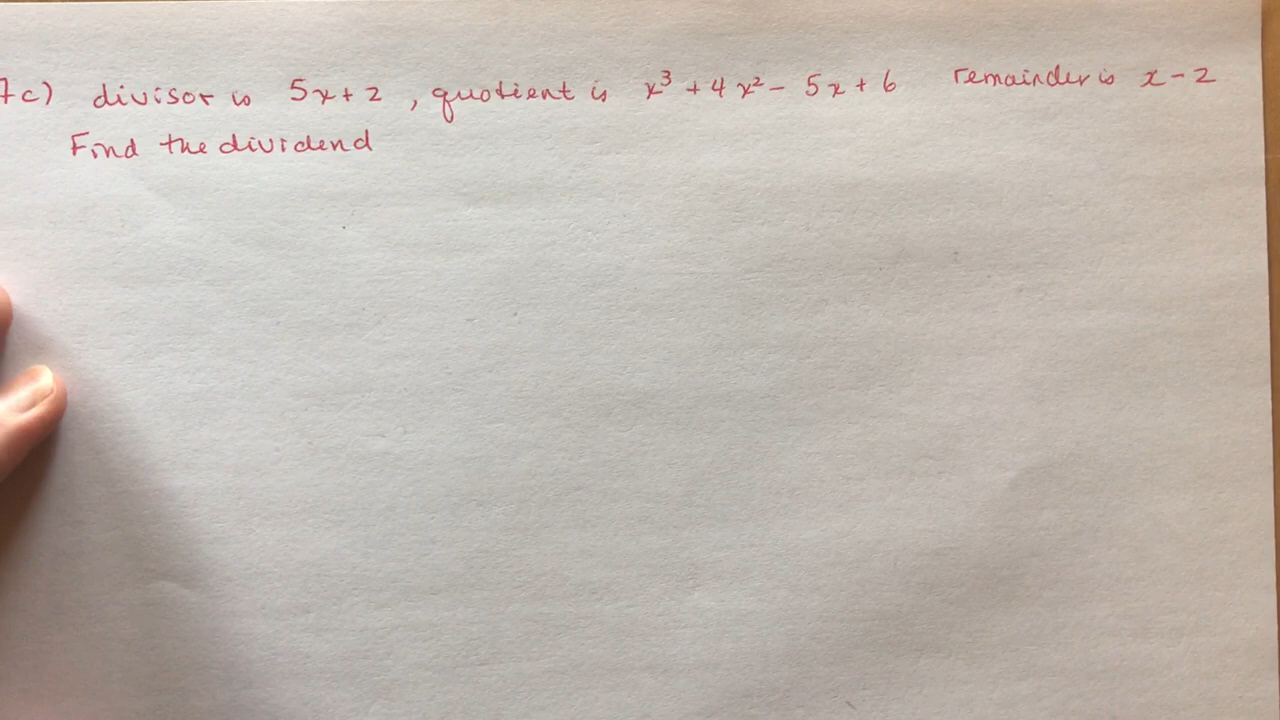 7c) divisor is 5x+2 , quotient is x³ + 4x² - 5x + 6 remainder is x - 2
Find the dividend